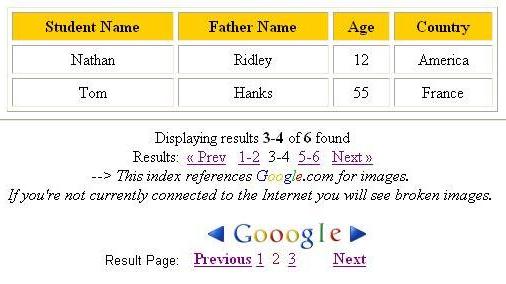 Student Name Father Name Age Country
Nathan Ridley 12 America
Tom Hanks 55 France
Displaying results 3-4 of 6 found
Results: « Prev 1-2 3-4 5-6 Next »
--> This index references Google.com for images.
If you're not currently connected to the Internet you will see broken images.
Gooogle
Result Page: Previous 1 2 3 Next